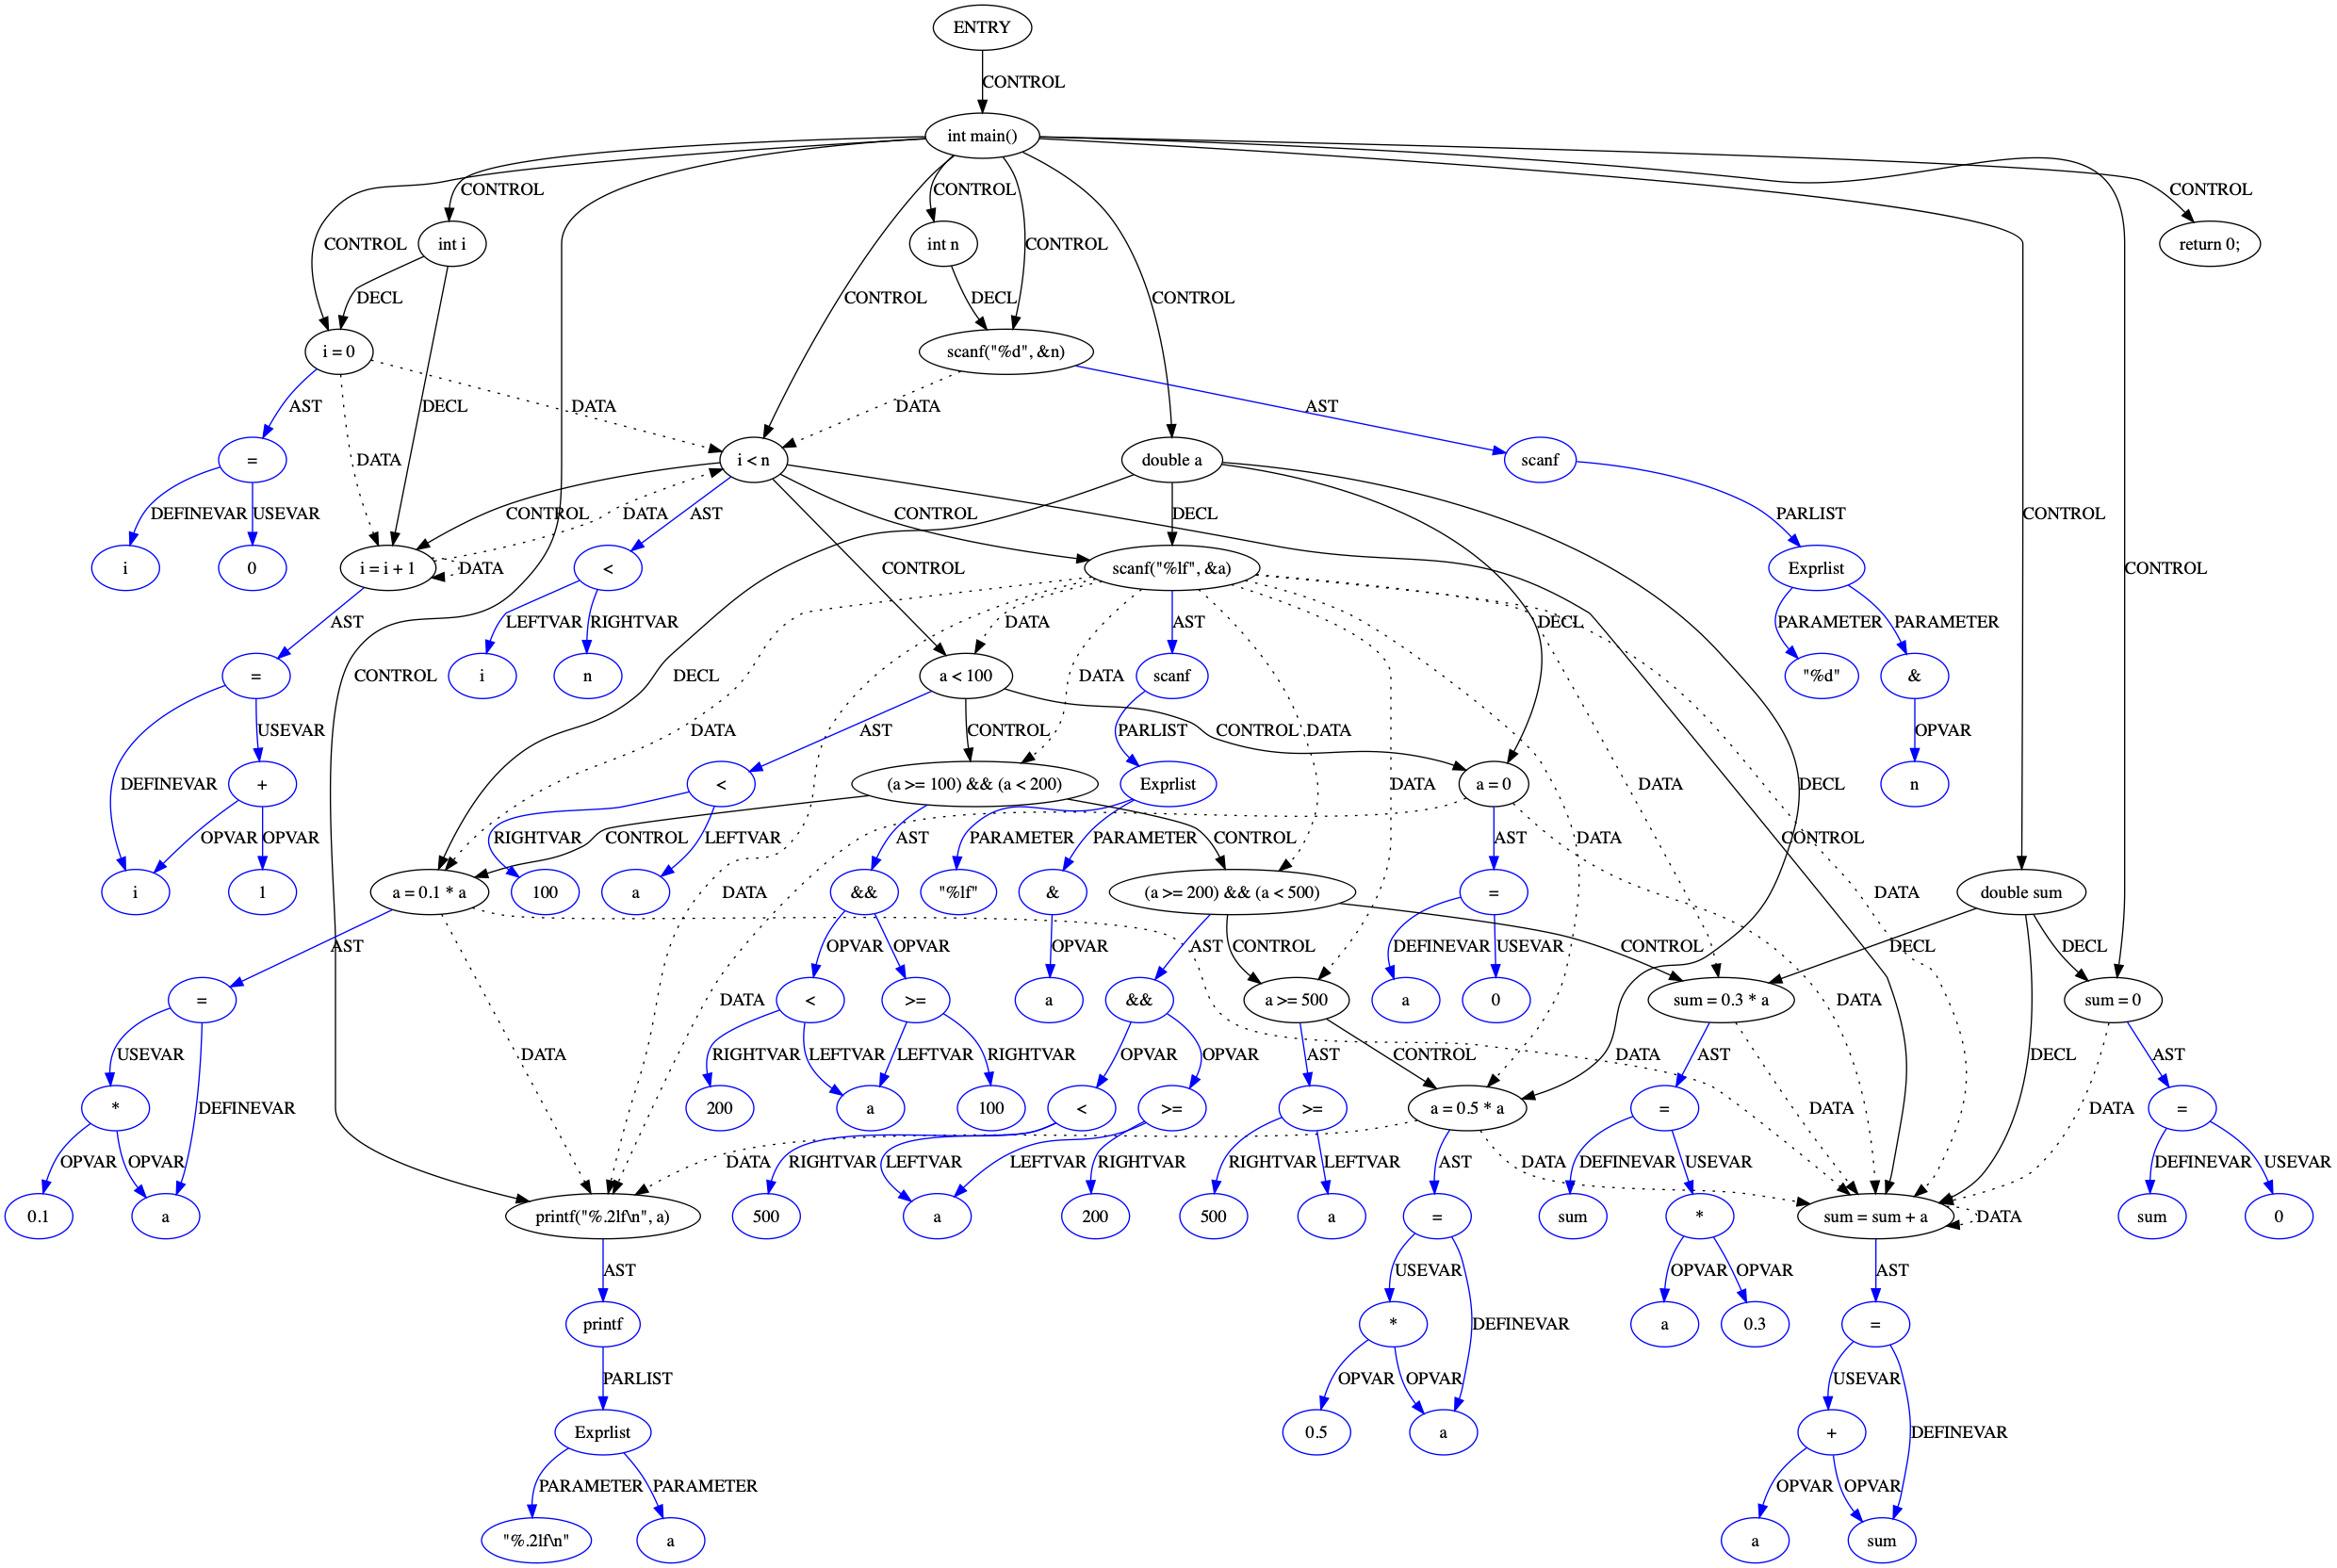 ENTRY
CONTROL
int main()
CONTROL
CONTROL
CONTROL
CONTROL
int i
int n
return 0;
CONTROL
CONTROL
CONTROL
CONTROL
DECL
DECL
i = 0
scanf("%d", &n)
AST
DATA
DECL
DATA
AST
=
DATA
i < n
double a
scanf
DEFINEVAR
USEVAR
CONTROL
DATA
AST
CONTROL
DECL
PARLIST
CONTROL
i
0
i = i + 1
DATA
<
CONTROL
scanf("%lf", &a)
Exprlist
CONTROL
AST
LEFTVAR
RIGHTVAR
DATA
AST
DECL
PARAMETER
PARAMETER
=
i
n
CONTROL
DECL
a < 100
scanf
"%d"
&
USEVAR
DATA
AST
CONTROL
DATA
PARLIST
CONTROL
DATA
OPVAR
DEFINEVAR
+
<
(a >= 100) && (a < 200)
Exprlist
DATA
a = 0
DATA
DECL
n
OPVAR
OPVAR
CONTROL
RIGHTVAR
LEFTVAR
AST
PARAMETER
PARAMETER
CONTROL
AST
DATA
CONTROL
i
1
a = 0.1 * a
100
a
DATA
&&
"%lf"
&
(a >= 200) && (a < 500)
=
DATA
double sum
AST
OPVAR
OPVAR
OPVAR
AST
CONTROL
DEFINEVAR
USEVAR
CONTROL
DECL
DECL
=
DATA
<
>=
a
&&
a >= 500
a
0
sum = 0.3 * a
DATA
sum = 0
USEVAR
DATA
RIGHTVAR
LEFTVAR
LEFTVAR
RIGHTVAR
OPVAR
OPVAR
AST
CONTROL
DATA
AST
DECL
AST
*
DEFINEVAR
200
a
100
<
>=
>=
a = 0.5 * a
=
DATA
DATA
=
OPVAR
OPVAR
DATA
RIGHTVAR
LEFTVAR
LEFTVAR
RIGHTVAR
RIGHTVAR
LEFTVAR
AST
DATA
DEFINEVAR
USEVAR
DEFINEVAR
USEVAR
0.1
a
printf("%.2lf\n", a)
500
a
200
500
a
=
sum
*
sum = sum + a
DATA
sum
0
AST
USEVAR
OPVAR
OPVAR
AST
printf
*
DEFINEVAR
a
0.3
=
PARLIST
OPVAR
OPVAR
USEVAR
Exprlist
0.5
a
+
DEFINEVAR
PARAMETER
PARAMETER
OPVAR
OPVAR
"%.2lf\n"
a
a
sum